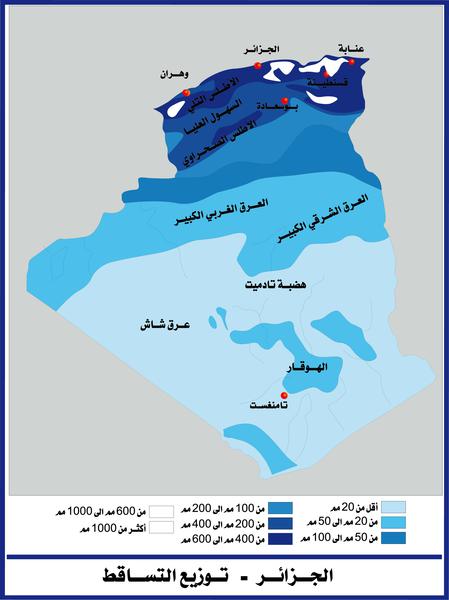 عنابة
الجزائر
وهران
قسنطينة
الاطلس التلي
بوسعادة
السهول العليا
الاطلس الصحراوي
العرق الغربي الكبير
العرق الشرقي الكبير
هضبة تادميت
عرق شاش
الهوقار
تامنغست
أقل من 20 مم
من 20 مم الى 50 مم
من 50 مم الى 100 مم
من 100 مم الى 200 مم
من 200 مم الى 400 مم
من 400 مم الى 600 مم
من 600 مم الى 1000 مم
أكثر من 1000 مم
الجزائر - توزيع التساقط